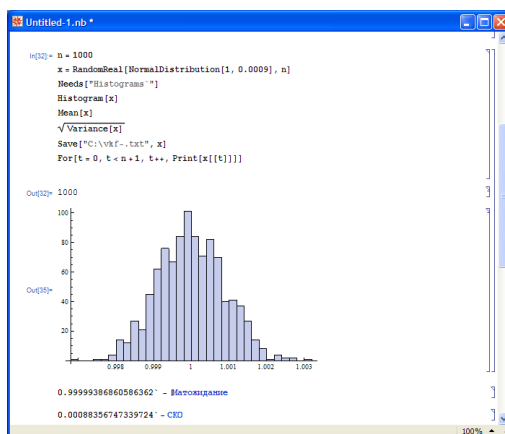 Untitled-1.nb *
In[32]:= n = 1000
x = RandomReal[NormalDistribution[1, 0.0009], n]
Needs["Histograms`"]
Histogram[x]
Mean[x]
√Variance[x]
Save["C:\vkf-.txt", x]
For[t = 0, t < n + 1, t++, Print[x[[t]]]]
Out[32]= 1000
100
80
60
40
20
Out[35]=
0.998 0.999 1 1.001 1.002 1.003
0.99999386860586362` - Матожидание
0.00088356747339724` - СКО
100%